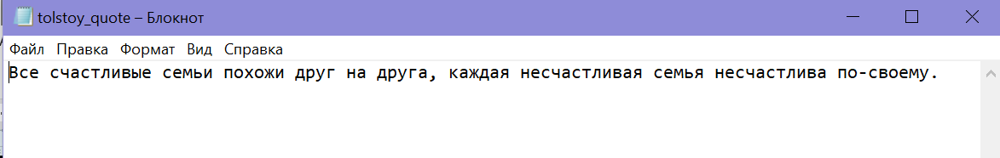 tolstoy_quote – Блокнот
Файл Правка Формат Вид Справка
Все счастливые семьи похожи друг на друга, каждая несчастливая семья несчастлива по-своему.